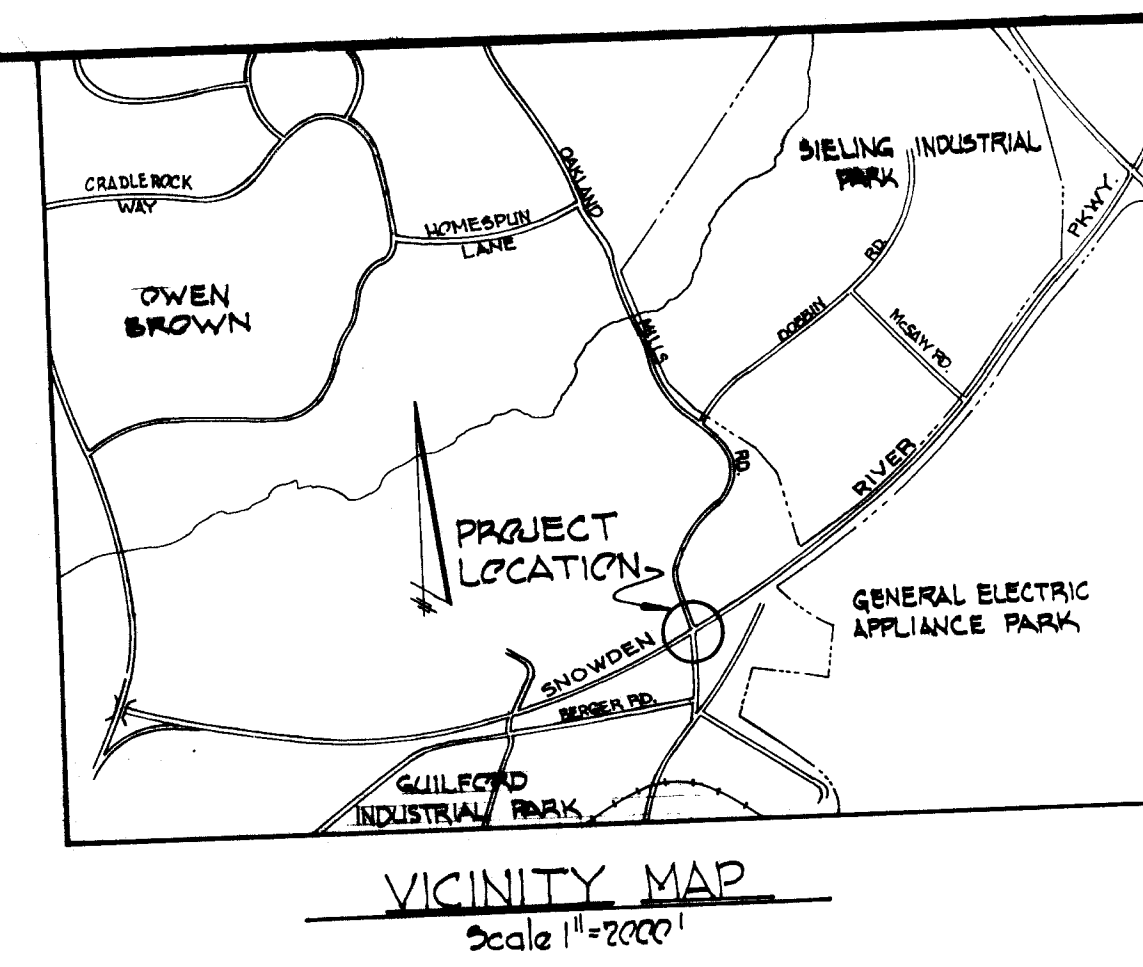 SIELING INDUSTRIAL
PARK
OAKLAND
MILLS
RD.
CRADLEROCK
WAY
HOMESPUN
LANE
PKWY.
RD.
DOBBIN
McSAW RD.
OWEN
BROWN
RIVER
PROJECT
LOCATION
GENERAL ELECTRIC
APPLIANCE PARK
SNOWDEN
BERGER RD.
GUILFORD
INDUSTRIAL PARK
VICINITY MAP
Scale 1"=2000'